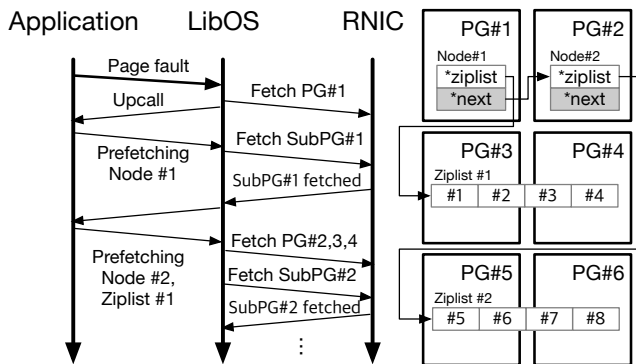 Application LibOS RNIC
Page fault
Fetch PG#1
Upcall
Fetch SubPG#1
Prefetching
Node #1
SubPG#1 fetched
Fetch PG#2,3,4
Prefetching
Node #2,
Ziplist #1
Fetch SubPG#2
SubPG#2 fetched
⋮
PG#1 PG#2
Node#1 Node#2
*ziplist *ziplist
*next *next
PG#3 PG#4
Ziplist #1
#1 #2 #3 #4
PG#5 PG#6
Ziplist #2
#5 #6 #7 #8